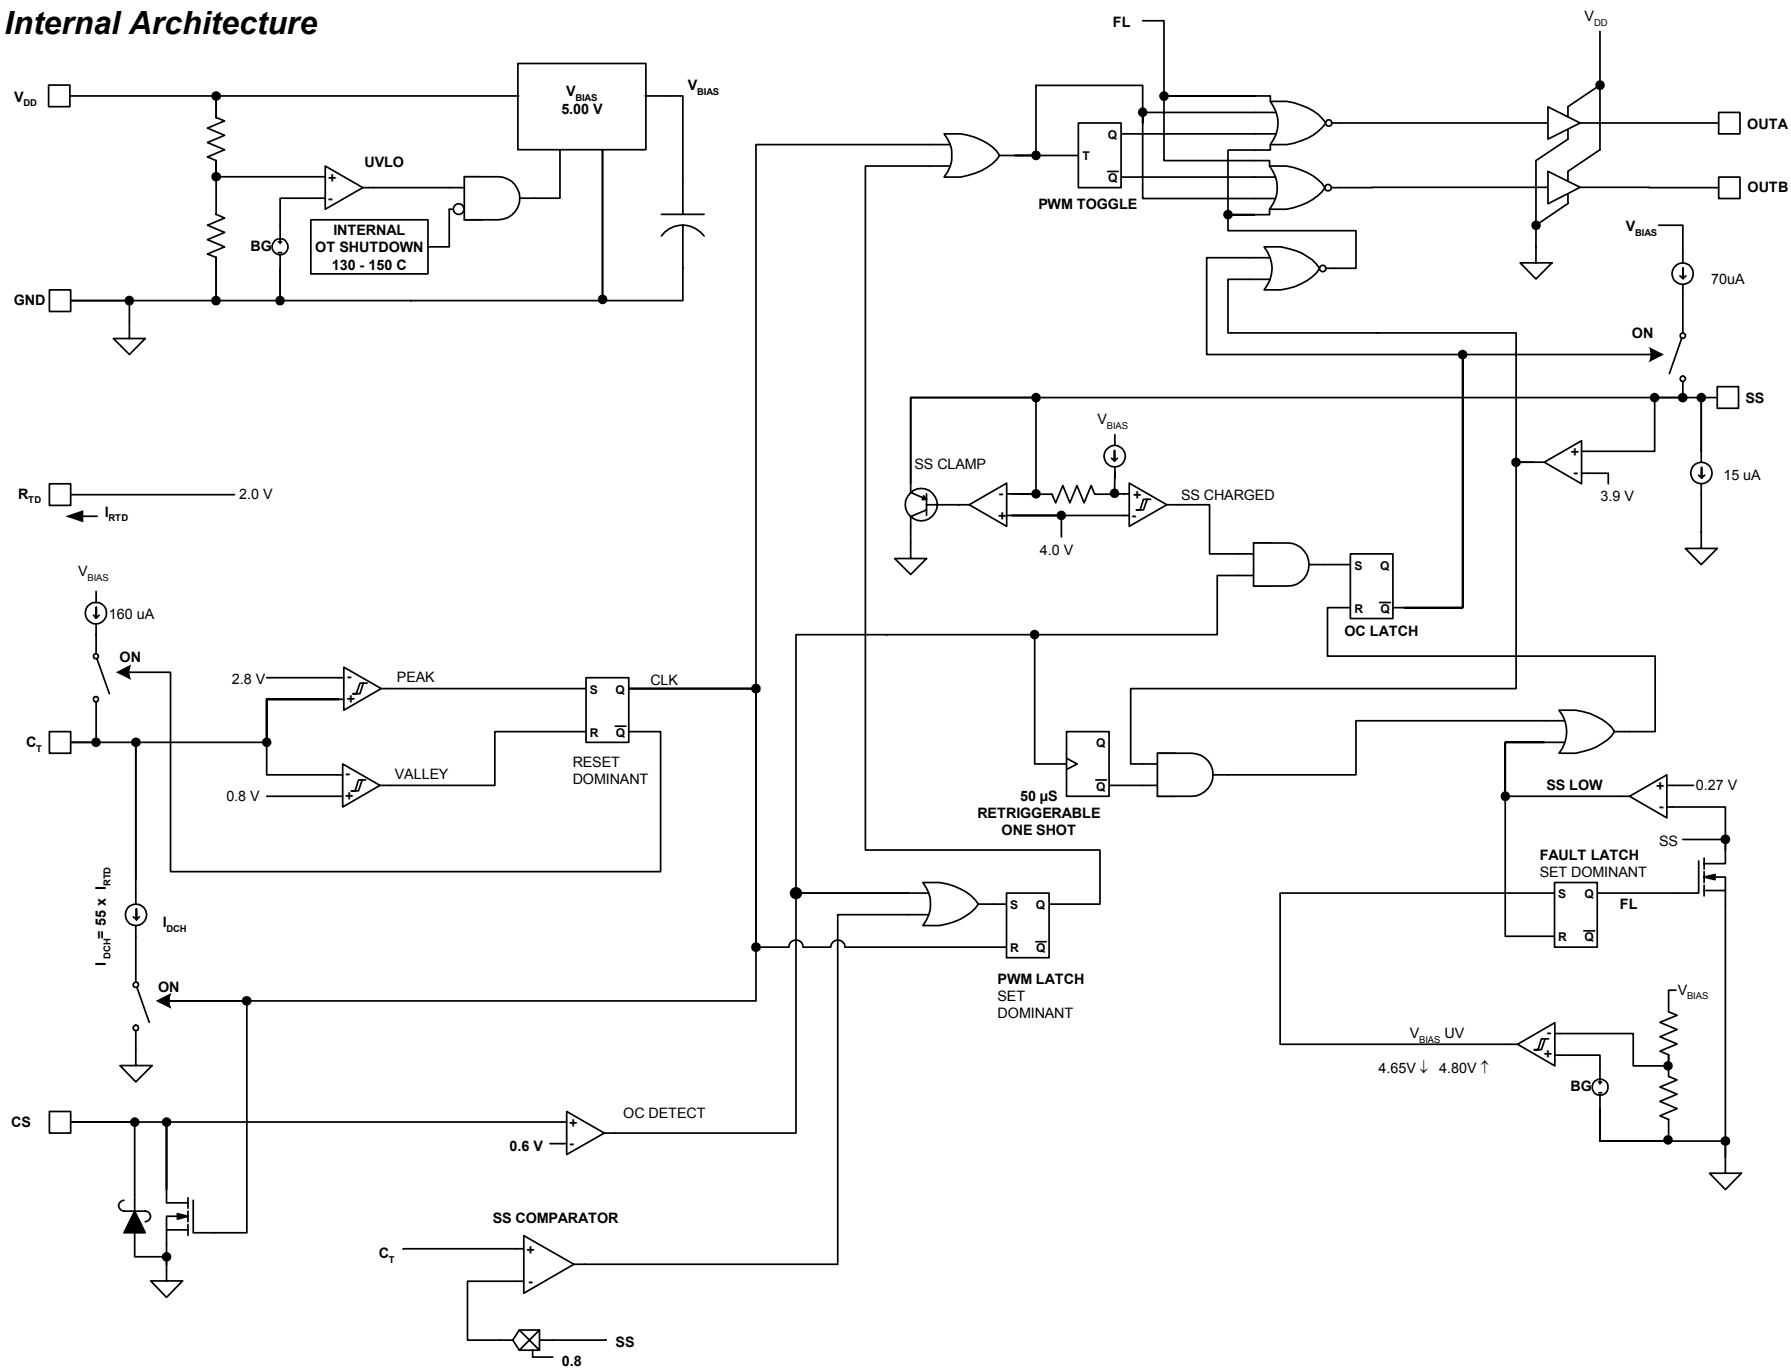 Internal Architecture
FL
VDD
VDD
VBIAS
5.00 V
VBIAS
OUTA
UVLO
+
-
T
Q
Q
PWM TOGGLE
OUTB
BG
INTERNAL
OT SHUTDOWN
130 - 150 C
VBIAS
70uA
GND
ON
SS
VBIAS
SS CLAMP
-
+
+
-
SS CHARGED
4.0 V
+
-
3.9 V
15 uA
RTD
2.0 V
IRTD
S Q
R Q
OC LATCH
VBIAS
160 uA
ON
2.8 V
-
+
PEAK
S Q
R Q
CLK
RESET
DOMINANT
CT
-
+
VALLEY
0.8 V
Q
Q
50 µS
RETRIGGERABLE
ONE SHOT
SS LOW
+
-
0.27 V
SS
FAULT LATCH
SET DOMINANT
S Q
R Q
FL
IDCH= 55 x IRTD
IDCH
S Q
R Q
PWM LATCH
SET
DOMINANT
ON
VBIAS
VBIAS UV
4.65V ↓ 4.80V ↑
-
+
BG
CS
+
-
0.6 V
OC DETECT
SS COMPARATOR
CT
+
-
SS
0.8